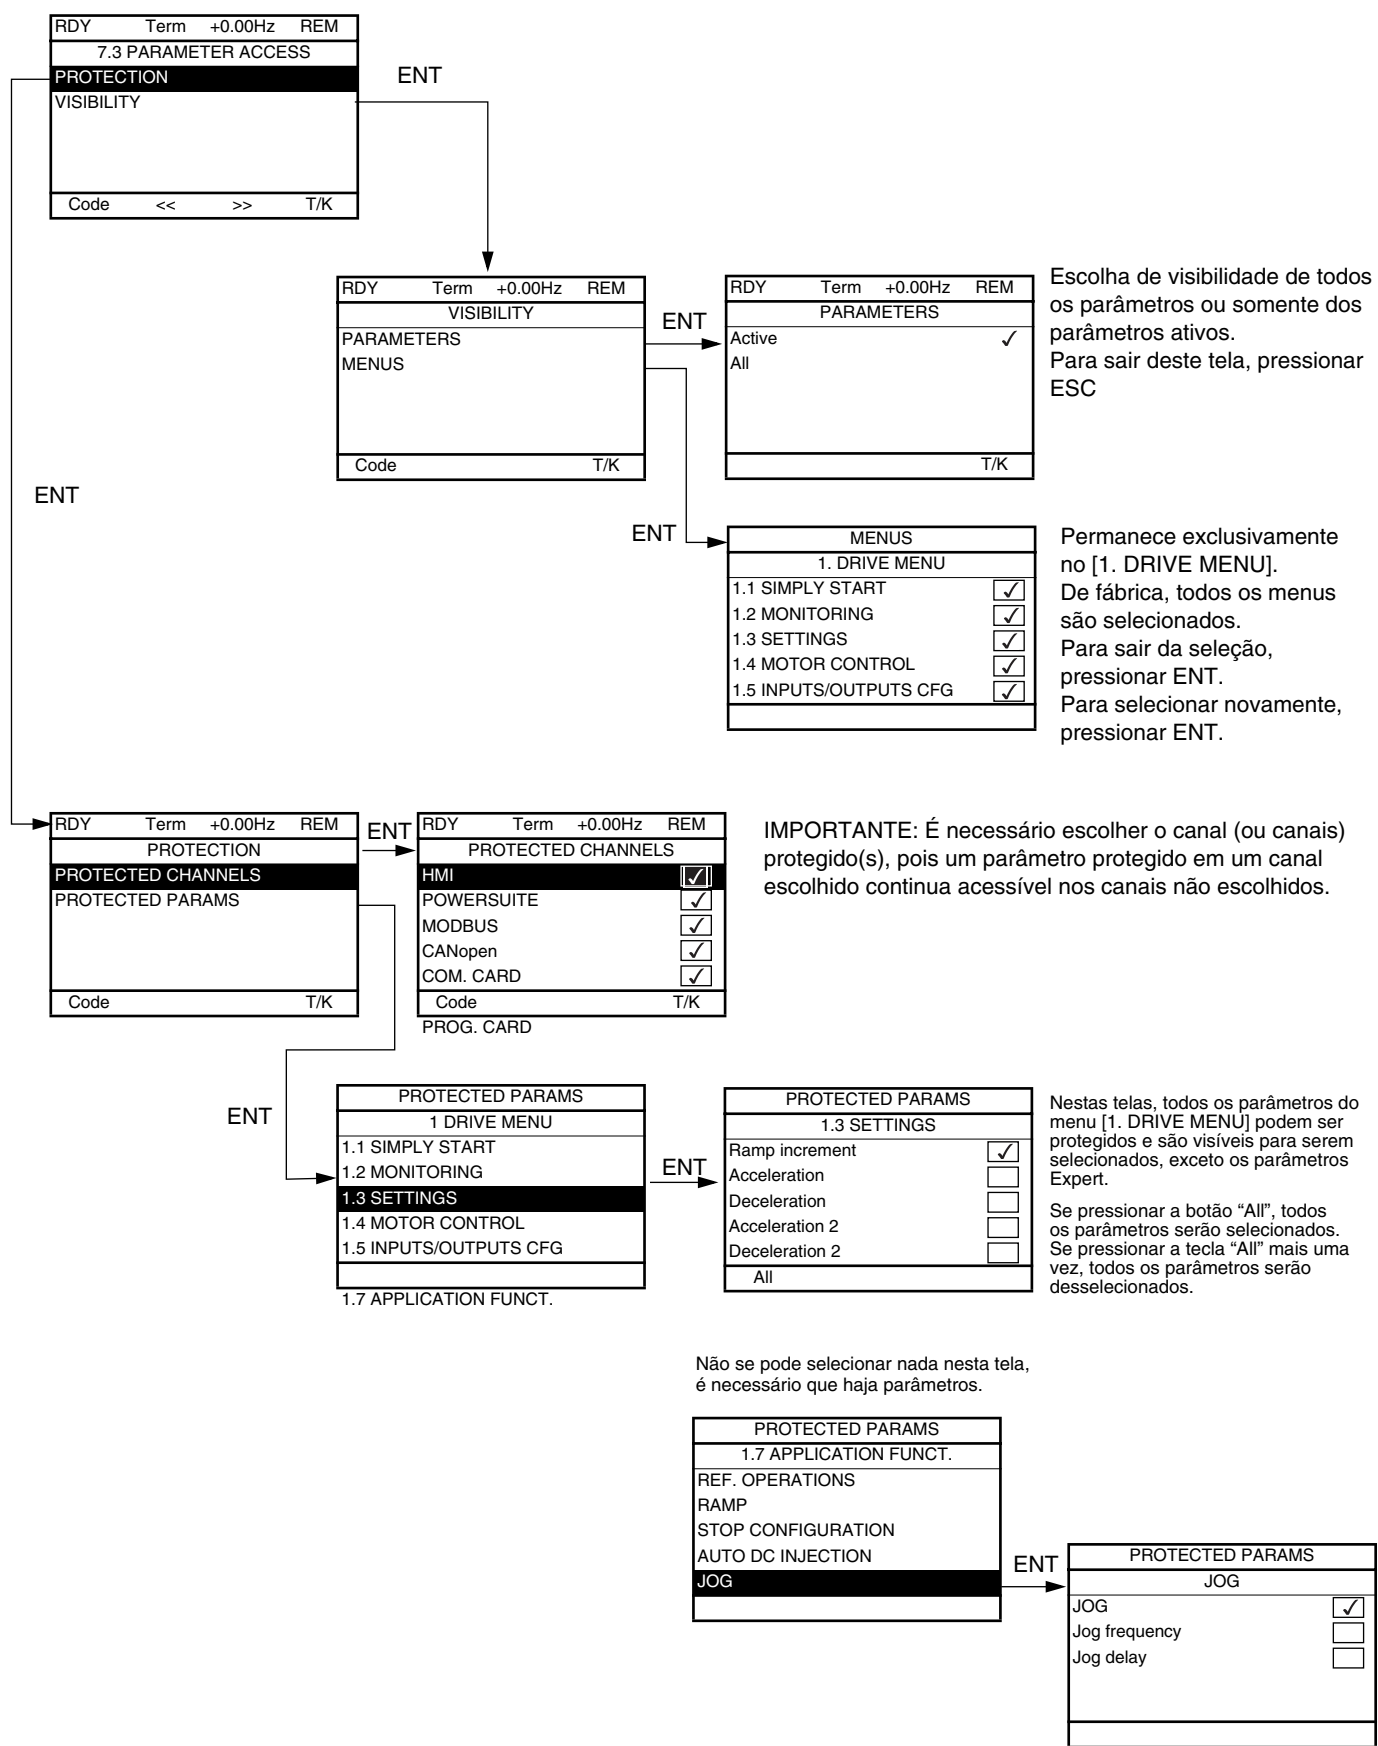 RDY Term +0.00Hz REM
7.3 PARAMETER ACCESS
PROTECTION
VISIBILITY
Code << >> T/K
ENT
ENT
RDY Term +0.00Hz REM
VISIBILITY
PARAMETERS
MENUS
Code T/K
ENT
RDY Term +0.00Hz REM
PARAMETERS
Active ✓
All
T/K
Escolha de visibilidade de todos
os parâmetros ou somente dos
parâmetros ativos.
Para sair deste tela, pressionar
ESC
ENT
MENUS
1. DRIVE MENU
1.1 SIMPLY START ✓
1.2 MONITORING ✓
1.3 SETTINGS ✓
1.4 MOTOR CONTROL ✓
1.5 INPUTS/OUTPUTS CFG ✓
Permanece exclusivamente
no [1. DRIVE MENU].
De fábrica, todos os menus
são selecionados.
Para sair da seleção,
pressionar ENT.
Para selecionar novamente,
pressionar ENT.
RDY Term +0.00Hz REM
PROTECTION
PROTECTED CHANNELS
PROTECTED PARAMS
Code T/K
ENT
RDY Term +0.00Hz REM
PROTECTED CHANNELS
HMI ✓
POWERSUITE ✓
MODBUS ✓
CANopen ✓
COM. CARD ✓
Code T/K
PROG. CARD
IMPORTANTE: É necessário escolher o canal (ou canais)
protegido(s), pois um parâmetro protegido em um canal
escolhido continua acessível nos canais não escolhidos.
ENT
PROTECTED PARAMS
1 DRIVE MENU
1.1 SIMPLY START
1.2 MONITORING
1.3 SETTINGS
1.4 MOTOR CONTROL
1.5 INPUTS/OUTPUTS CFG
1.7 APPLICATION FUNCT.
ENT
PROTECTED PARAMS
1.3 SETTINGS
Ramp increment ✓
Acceleration
Deceleration
Acceleration 2
Deceleration 2
All
Nestas telas, todos os parâmetros do
menu [1. DRIVE MENU] podem ser
protegidos e são visíveis para serem
selecionados, exceto os parâmetros
Expert.
Se pressionar a botão “All”, todos
os parâmetros serão selecionados.
Se pressionar a tecla “All” mais uma
vez, todos os parâmetros serão
desselecionados.
Não se pode selecionar nada nesta tela,
é necessário que haja parâmetros.
PROTECTED PARAMS
1.7 APPLICATION FUNCT.
REF. OPERATIONS
RAMP
STOP CONFIGURATION
AUTO DC INJECTION
JOG
ENT
PROTECTED PARAMS
JOG
JOG ✓
Jog frequency
Jog delay